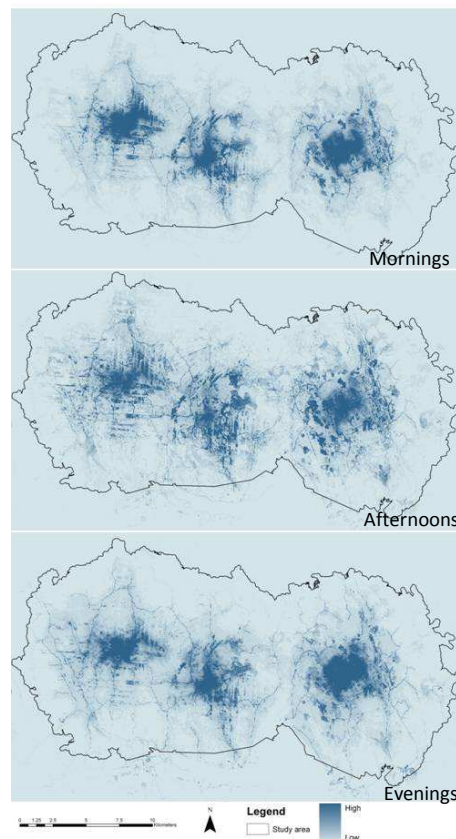 Mornings
Afternoons
Evenings
0 1.25 2.5 5 7.5 10
Kilometers
N
Legend
Study area
High
Low